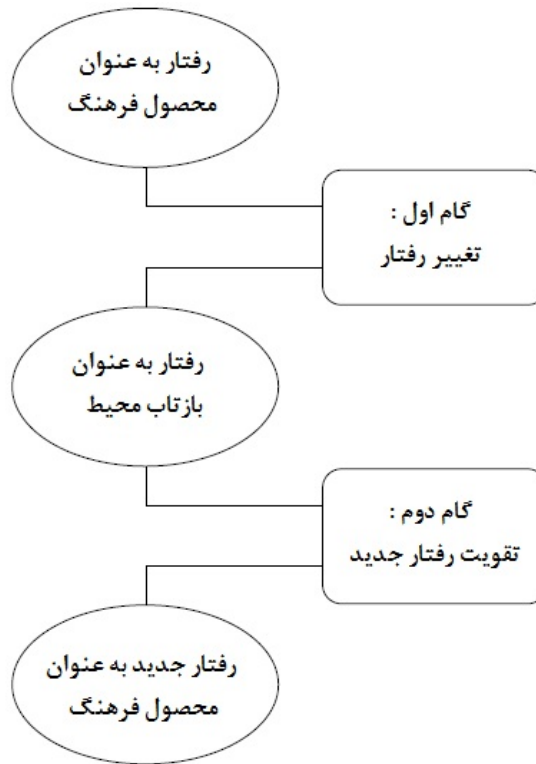 رفتار به عنوان
محصول فرهنگ
گام اول :
تغییر رفتار
رفتار به عنوان
بازتاب محیط
گام دوم :
تقویت رفتار جدید
رفتار جدید به عنوان
محصول فرهنگ